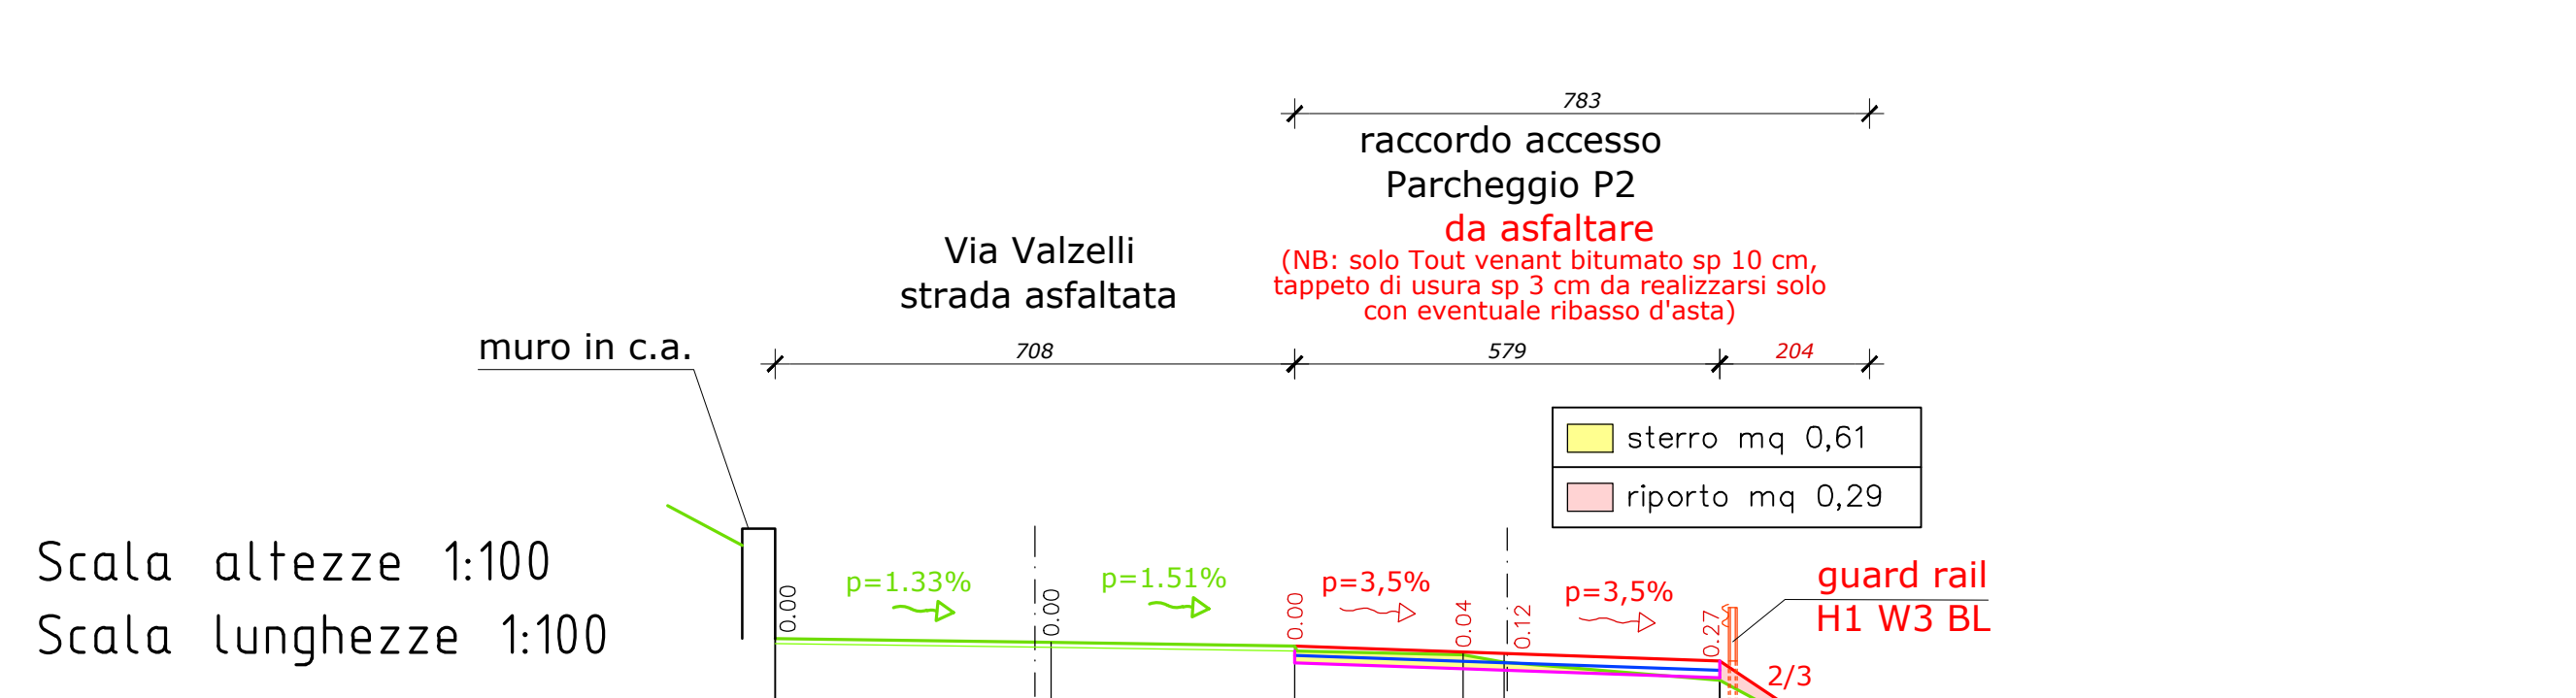 783
raccordo accesso
Parcheggio P2
da asfaltare
(NB: solo Tout venant bitumato sp 10 cm,
tappeto di usura sp 3 cm da realizzarsi solo
con eventuale ribasso d'asta)
Via Valzelli
strada asfaltata
muro in c.a.
708
579
204
sterro mq 0,61
riporto mq 0,29
Scala altezze 1:100
Scala lunghezze 1:100
0.00
p=1.33%
0.00
p=1.51%
0.00
p=3,5%
0.04
0.12
p=3,5%
0.27
guard rail
H1 W3 BL
2/3